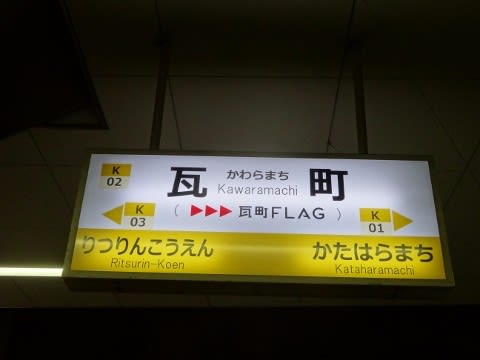 K
02
瓦 町
かわらまち
Kawaramachi
( ▶▶▶ 瓦町FLAG )
K
03
K
01
りつりんこうえん
Ritsurin-Koen
かたはらまち
Kataharamachi